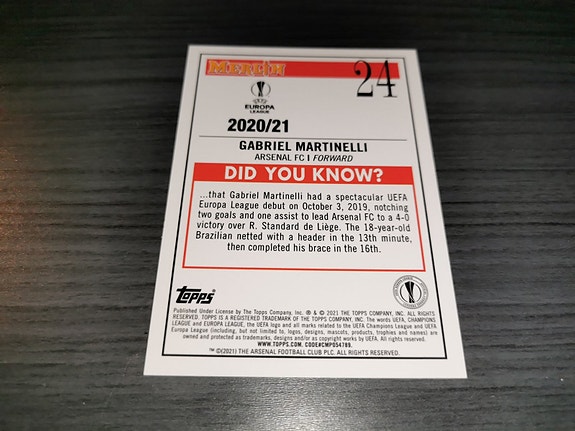 MERLIN
24
UEFA
EUROPA
LEAGUE
2020/21
GABRIEL MARTINELLI
ARSENAL FC | FORWARD
DID YOU KNOW?
...that Gabriel Martinelli had a spectacular UEFA
Europa League debut on October 3, 2019, notching
two goals and one assist to lead Arsenal FC to a 4-0
victory over R. Standard de Liège. The 18-year-old
Brazilian netted with a header in the 13th minute,
then completed his brace in the 16th.
Topps
Published Under License by The Topps Company, Inc. ® & © 2021 THE TOPPS COMPANY, INC. ALL RIGHTS
RESERVED. TOPPS IS A REGISTERED TRADEMARK OF THE TOPPS COMPANY, INC. The words UEFA, CHAMPIONS
LEAGUE and EUROPA LEAGUE, the UEFA logo and all marks related to the UEFA Champions League and UEFA
Europa League (including, but not limited to, logos, designs, mascots, products, trophies and names) are
owned and protected as trademarks, designs and/or as copyright works by UEFA. All rights reserved.
WWW.TOPPS.COM. CODE#CMP054789.
™ ©(2021) THE ARSENAL FOOTBALL CLUB PLC. ALL RIGHTS RESERVED.